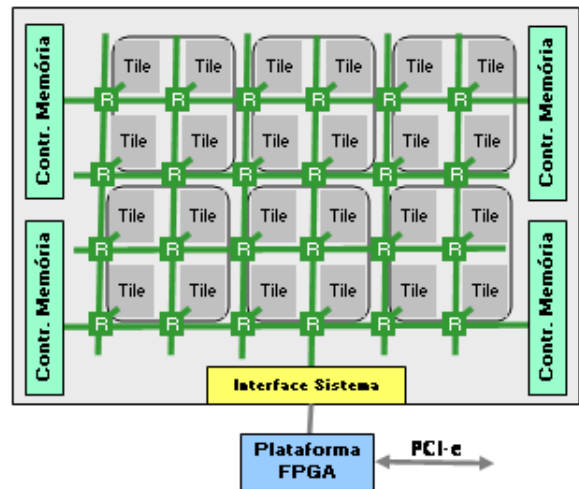 Contr. Memória
Tile Tile Tile Tile Tile Tile
Contr. Memória
R R R R R R
Tile Tile Tile Tile Tile Tile
R R R R R R
Contr. Memória
Tile Tile Tile Tile Tile Tile
Contr. Memória
R R R R R R
Tile Tile Tile Tile Tile Tile
R R R R R R
Interface Sistema
Plataforma
FPGA
PCI-e